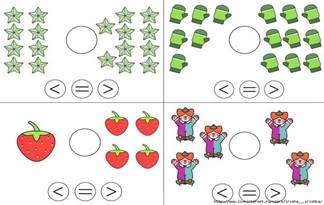 < = >
< = >
< = >
< = >